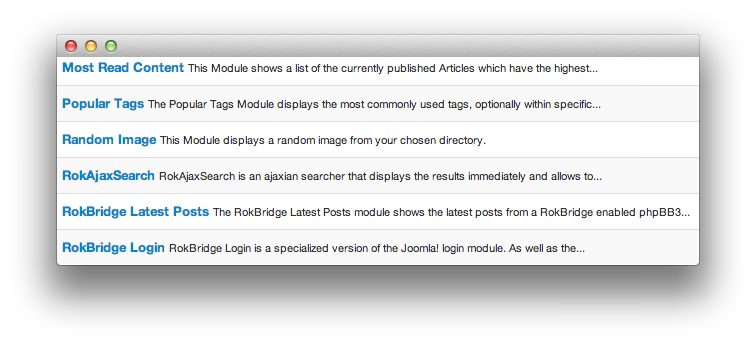 Most Read Content This Module shows a list of the currently published Articles which have the highest...
Popular Tags The Popular Tags Module displays the most commonly used tags, optionally within specific...
Random Image This Module displays a random image from your chosen directory.
RokAjaxSearch RokAjaxSearch is an ajaxian searcher that displays the results immediately and allows to...
RokBridge Latest Posts The RokBridge Latest Posts module shows the latest posts from a RokBridge enabled phpBB3...
RokBridge Login RokBridge Login is a specialized version of the Joomla! login module. As well as the...